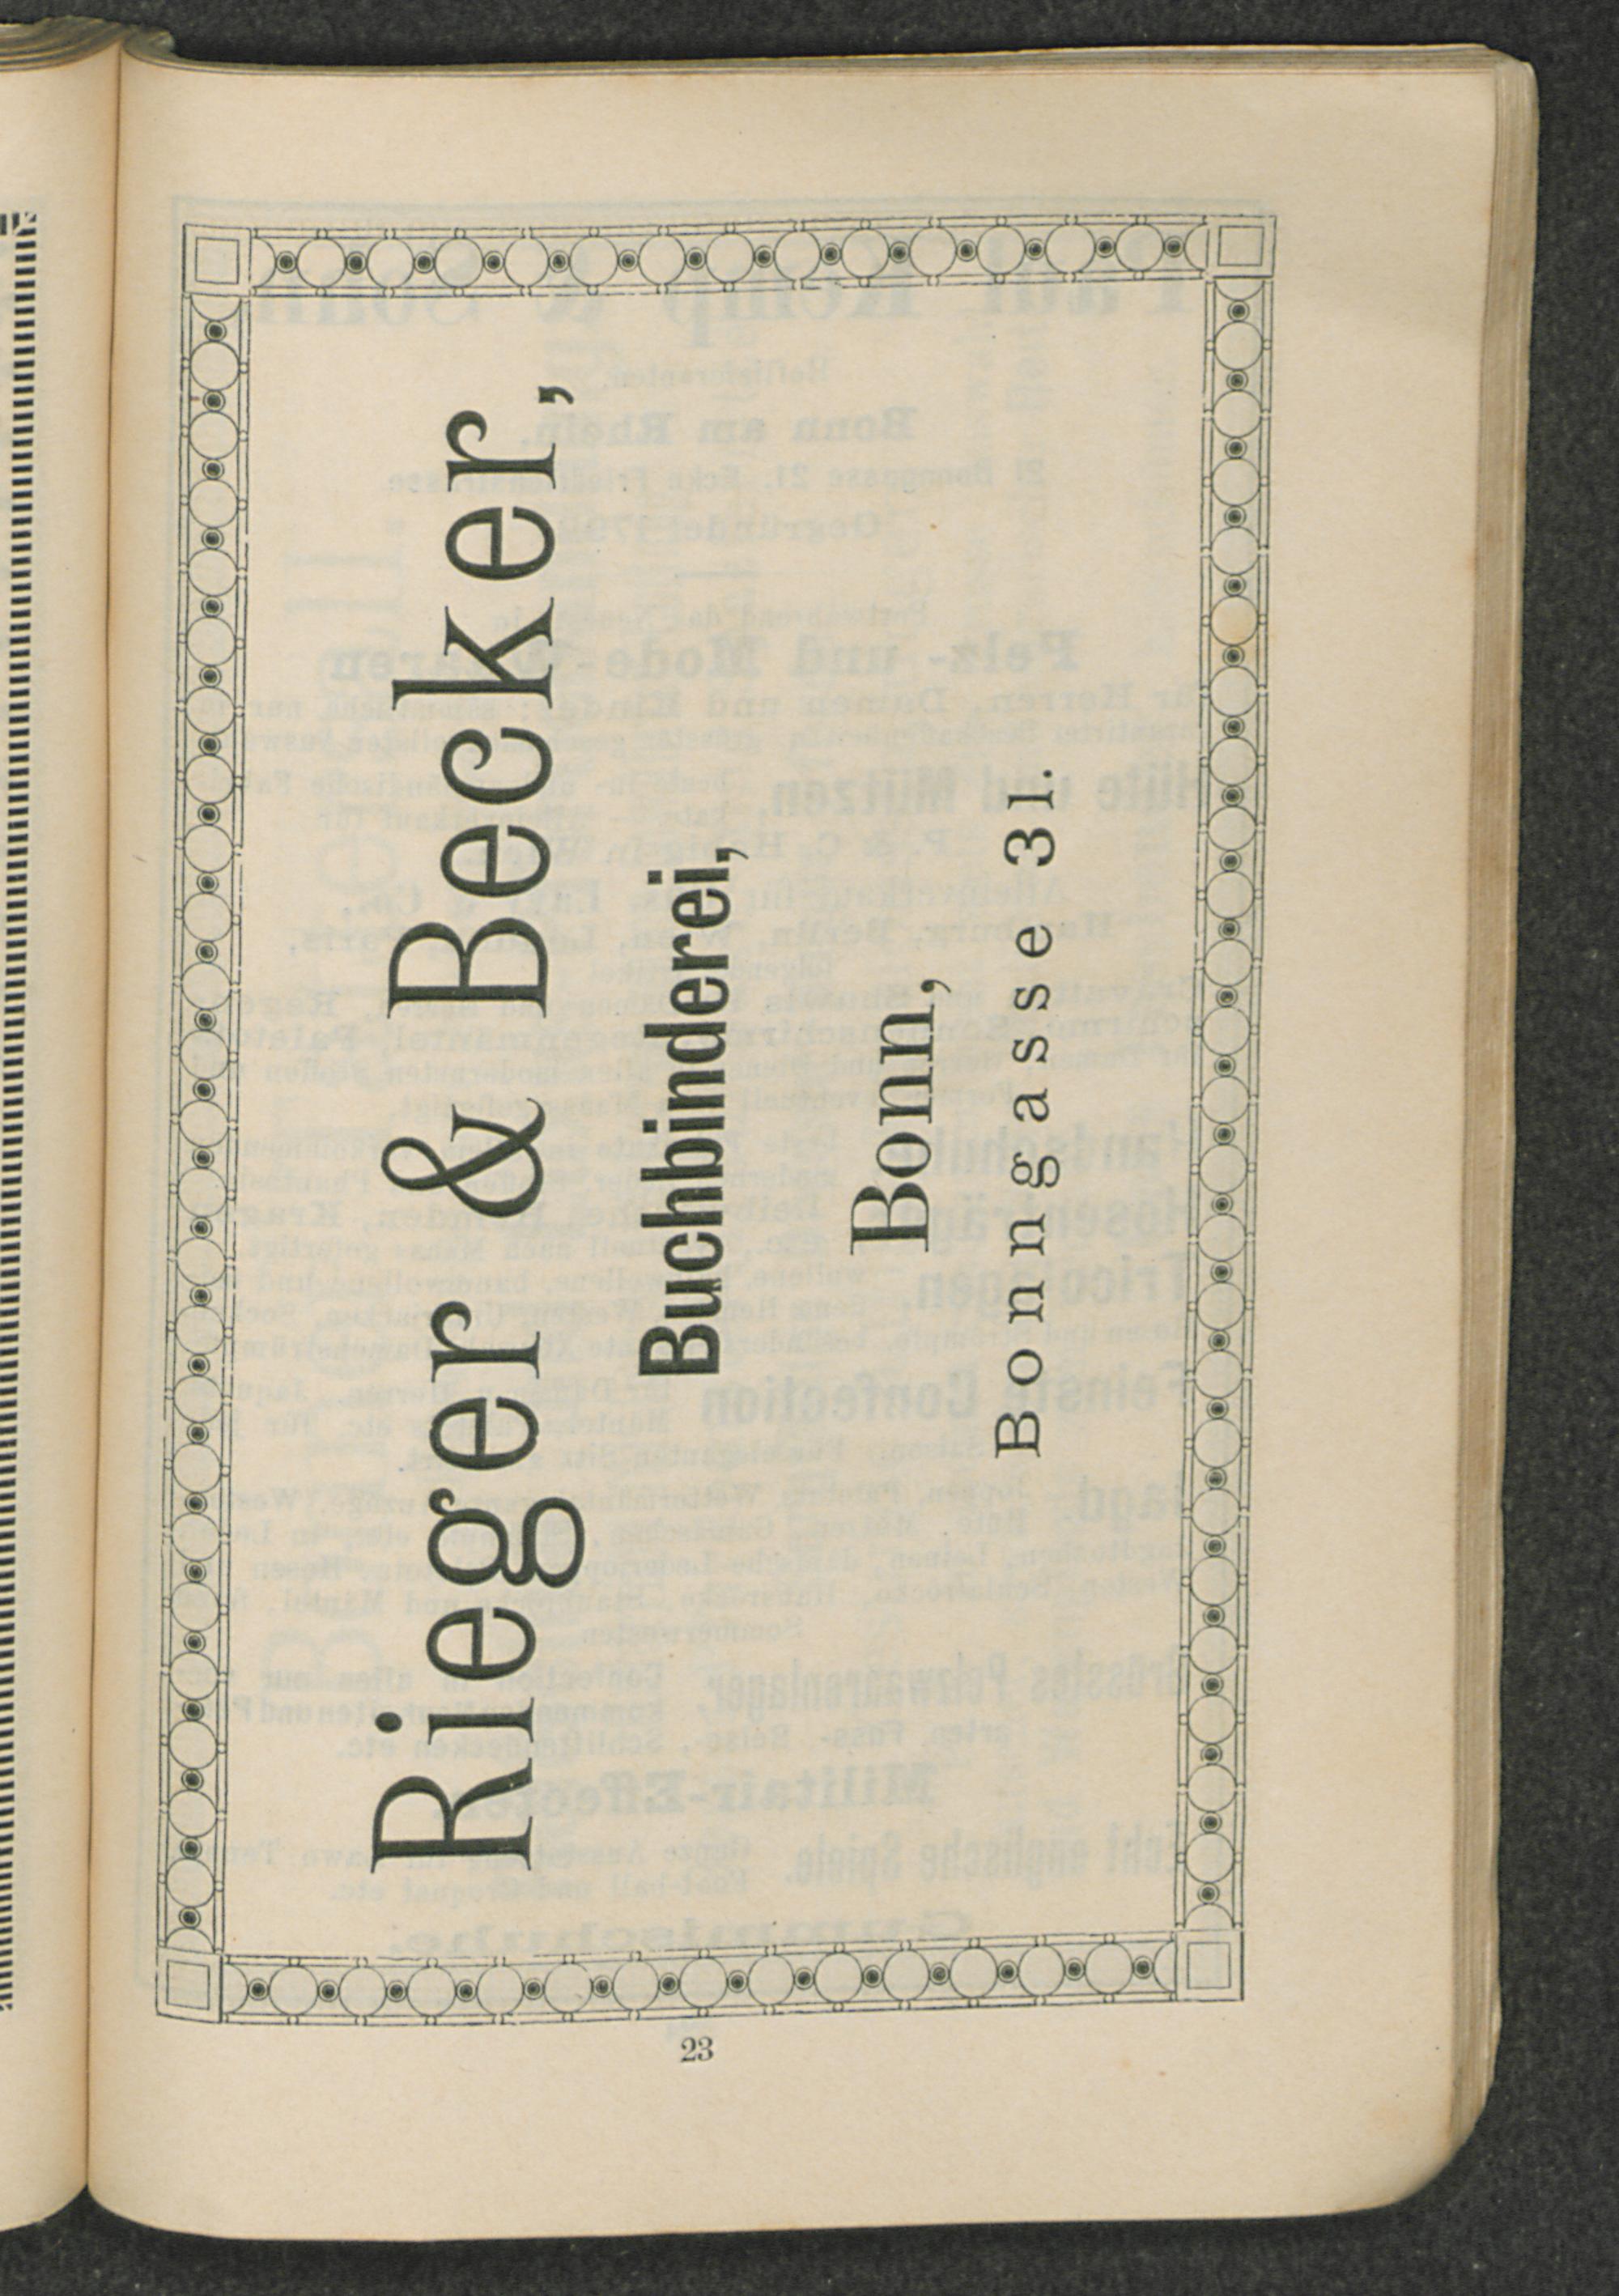 Rieger & Becker,
Buchbinderei,
Bonn,
Bonngasse 31.
23